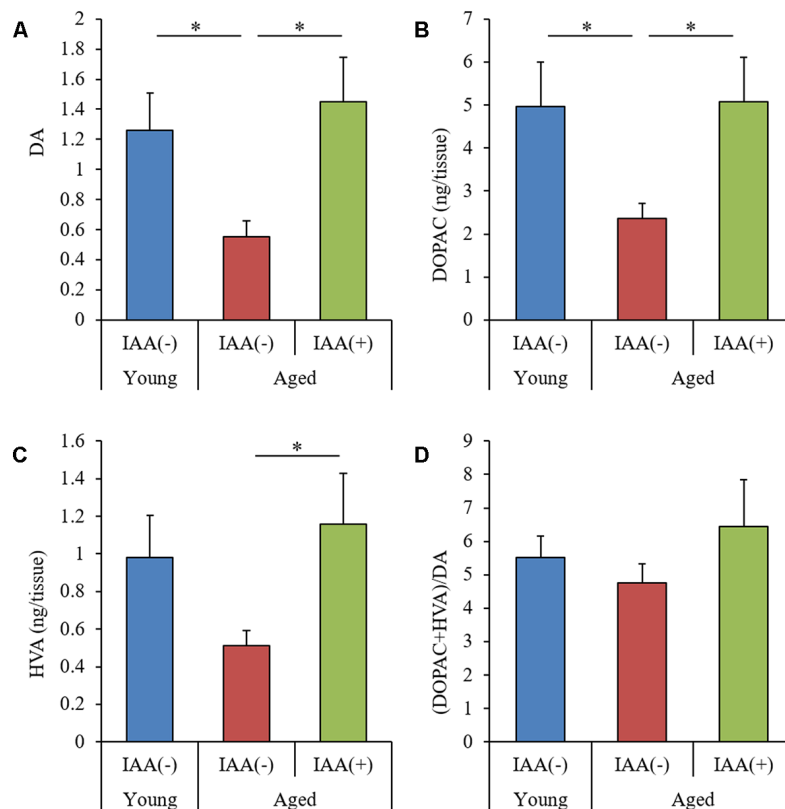 A
DA
2
1.8
1.6
1.4
1.2
1
0.8
0.6
0.4
0.2
0
* *
IAA(-) IAA(-) IAA(+)
Young Aged
B
DOPAC (ng/tissue)
7
6
5
4
3
2
1
0
* *
IAA(-) IAA(-) IAA(+)
Young Aged
C
HVA (ng/tissue)
1.6
1.4
1.2
1
0.8
0.6
0.4
0.2
0
*
IAA(-) IAA(-) IAA(+)
Young Aged
D
(DOPAC+HVA)/DA
9
8
7
6
5
4
3
2
1
0
IAA(-) IAA(-) IAA(+)
Young Aged